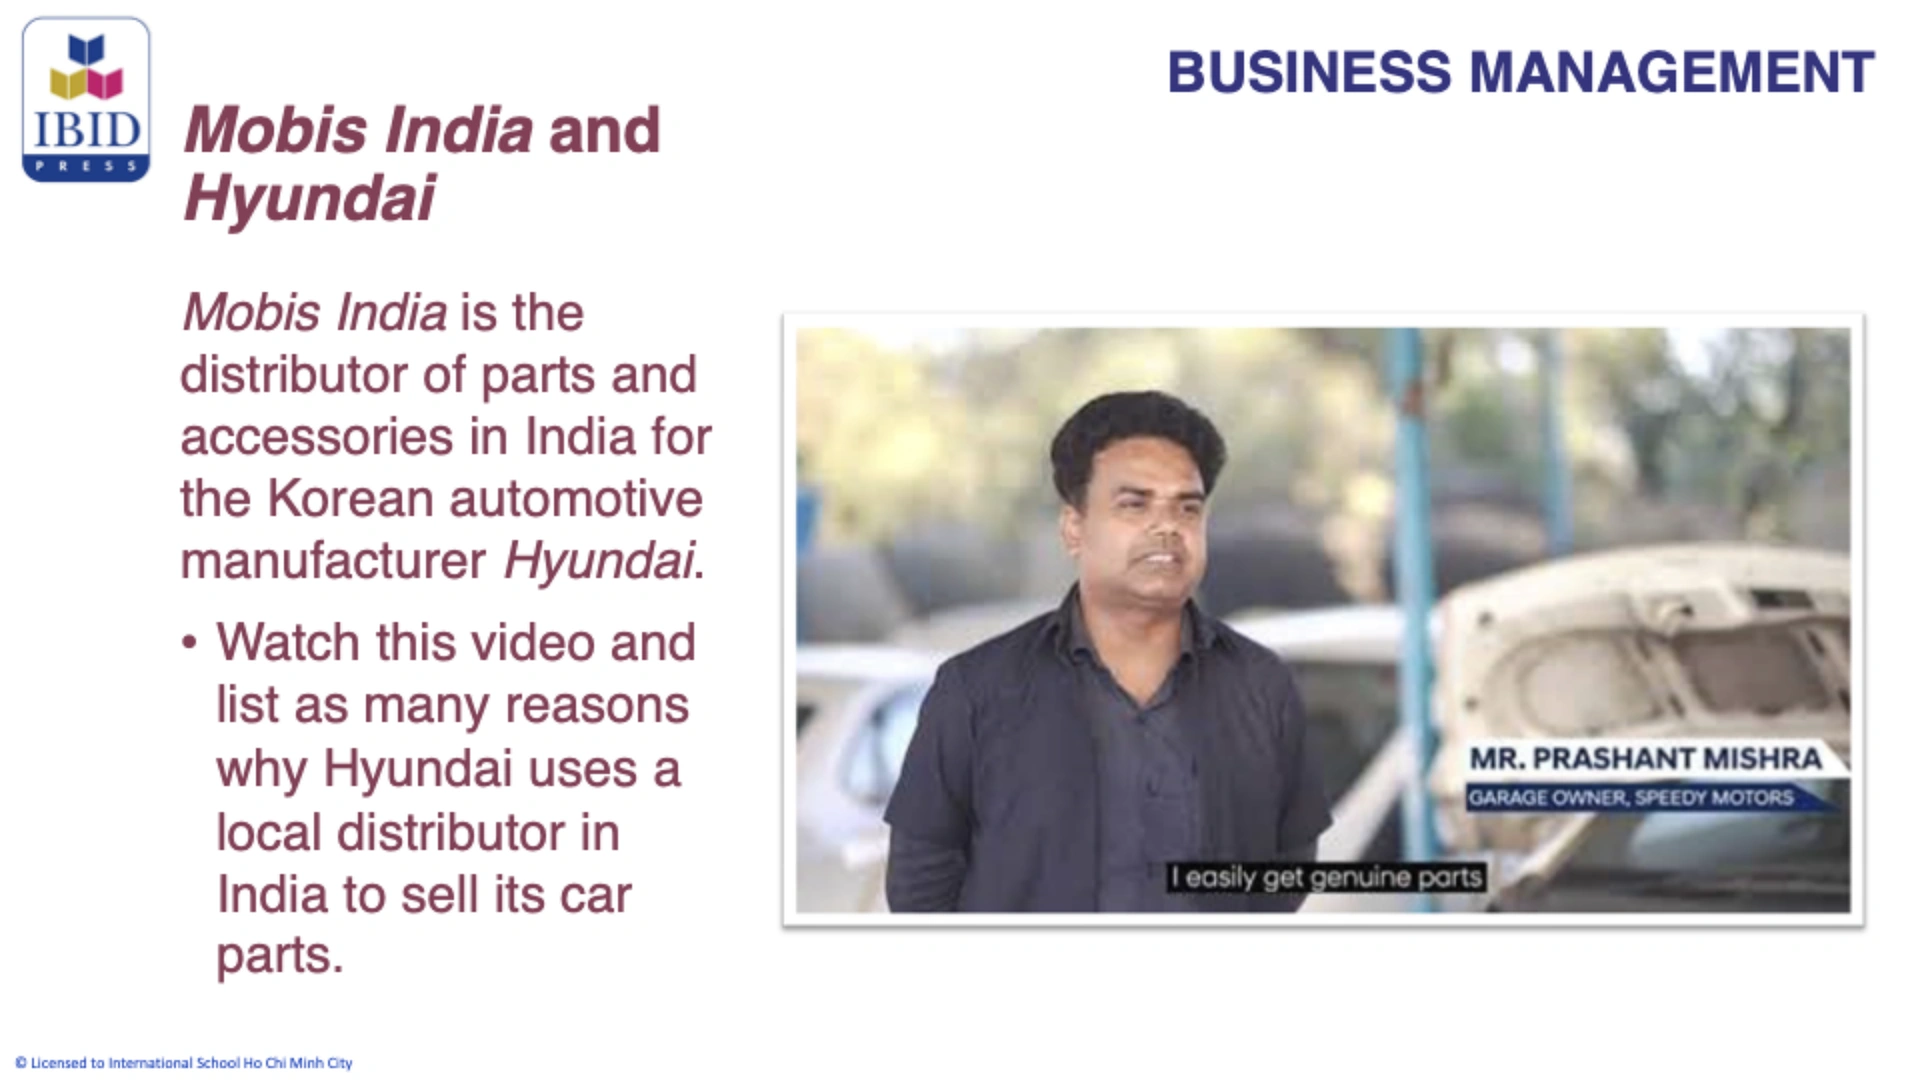 IBID
PRESS
BUSINESS MANAGEMENT
Mobis India and
Hyundai
Mobis India is the
distributor of parts and
accessories in India for
the Korean automotive
manufacturer Hyundai.
• Watch this video and
list as many reasons
why Hyundai uses a
local distributor in
India to sell its car
parts.
MR. PRASHANT MISHRA
GARAGE OWNER, SPEEDY MOTORS
I easily get genuine parts
© Licensed to International School Ho Chi Minh City